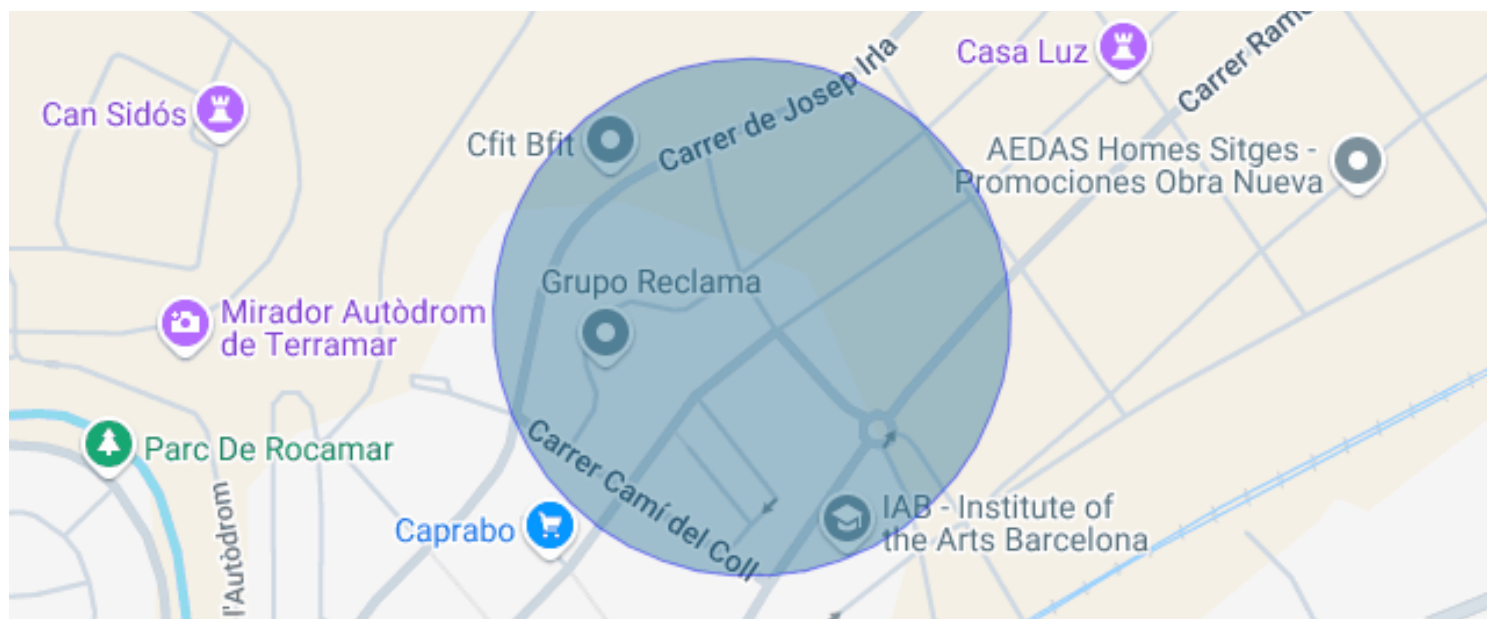 Casa Luz
Carrer Ramo
Can Sidós
Cfit Bfit
Carrer de Josep Irla
AEDAS Homes Sitges -
Promociones Obra Nueva
Grupo Reclama
Mirador Autòdrom
de Terramar
Parc De Rocamar
Carrer Camí del Coll
Caprabo
IAB - Institute of
the Arts Barcelona
l'Autòdrom